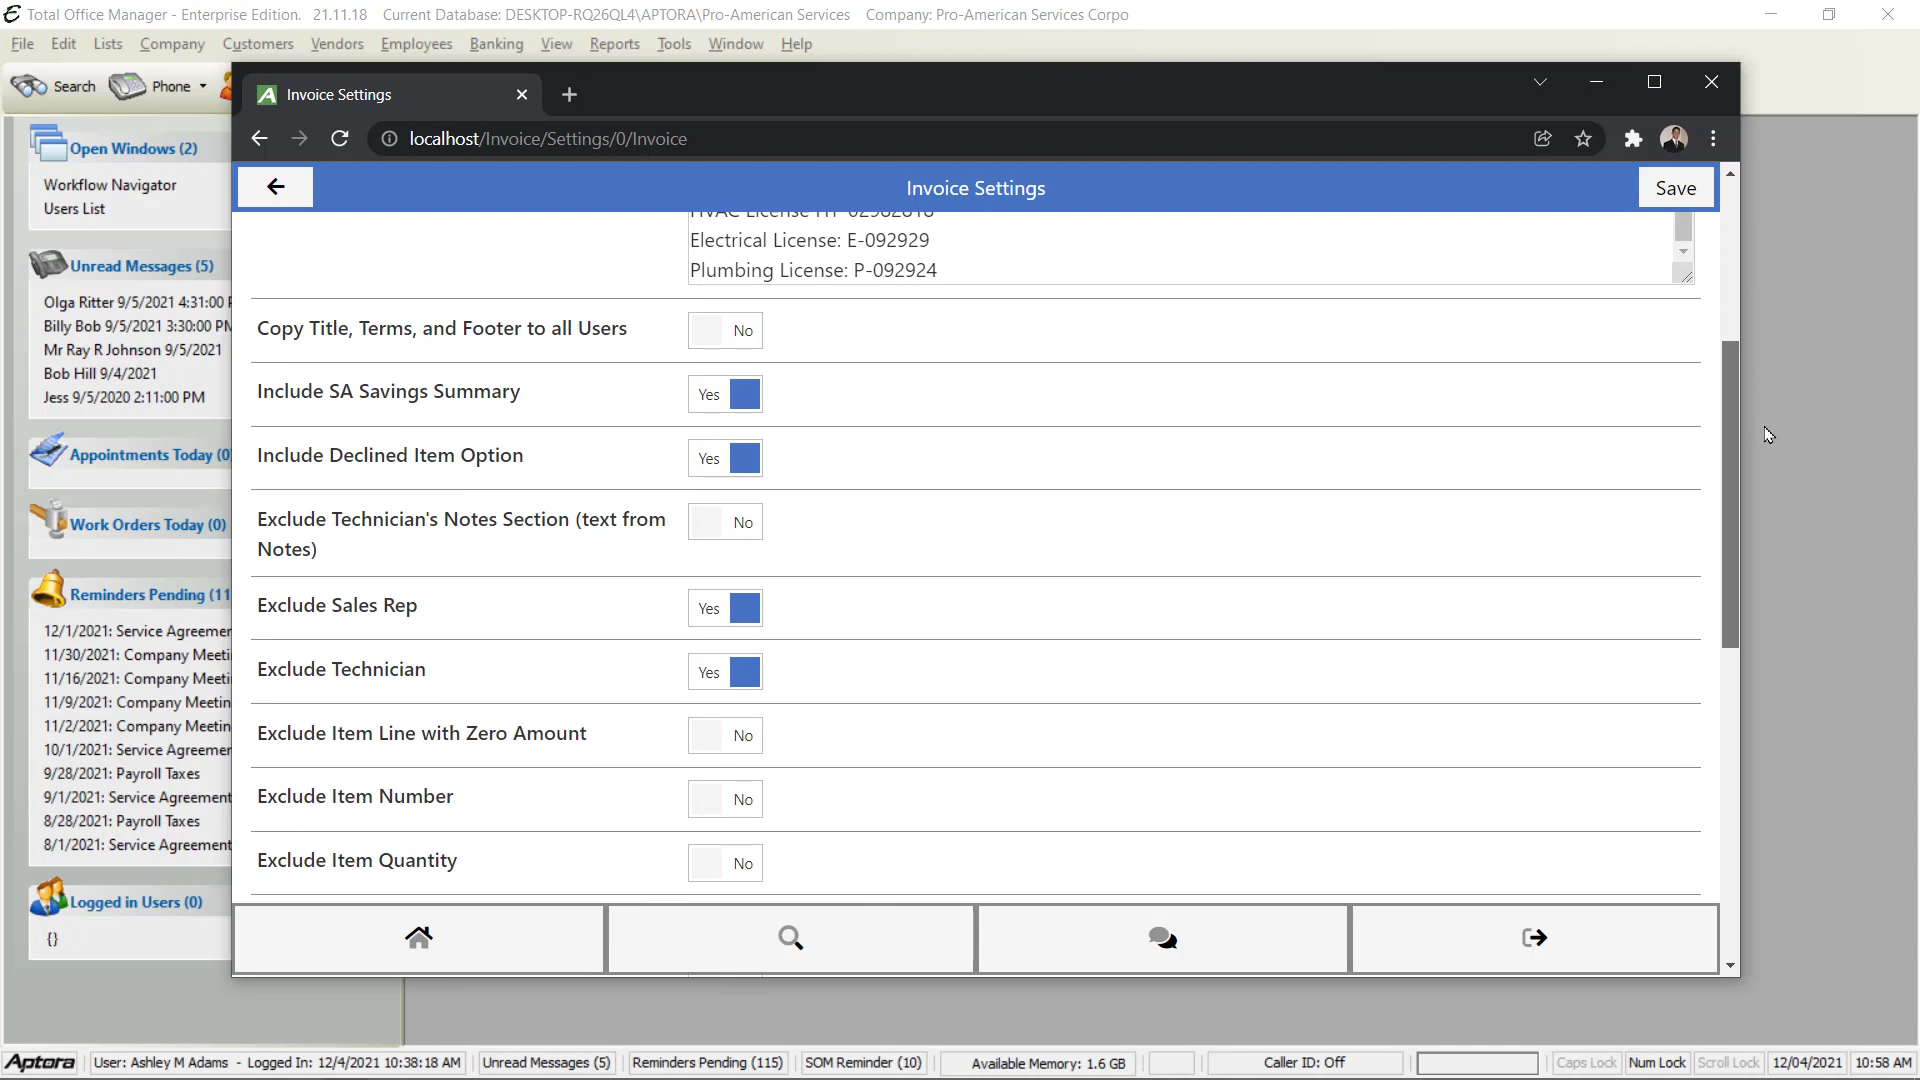 Total Office Manager - Enterprise Edition. 21.11.18 Current Database: DESKTOP-RQ26QL4\APTORA\Pro-American Services Company: Pro-American Services Corpo
File Edit Lists Company Customers Vendors Employees Banking View Reports Tools Window Help
Search Phone
Invoice Settings
localhost/Invoice/Settings/0/Invoice
Invoice Settings
Save
Open Windows (2)
Workflow Navigator
Users List
Unread Messages (5)
Olga Ritter 9/5/2021 4:31:00
Billy Bob 9/5/2021 3:30:00 PM
Mr Ray R Johnson 9/5/2021
Bob Hill 9/4/2021
Jess 9/5/2020 2:11:00 PM
Appointments Today (0
Work Orders Today (0)
Reminders Pending (11
12/1/2021: Service Agreemer
11/30/2021: Company Meeti
11/16/2021: Company Meetin
11/9/2021: Company Meetin
11/2/2021: Company Meetin
10/1/2021: Service Agreemer
9/28/2021: Payroll Taxes
9/1/2021: Service Agreement
8/28/2021: Payroll Taxes
8/1/2021: Service Agreement
Logged in Users (0)
{}
HVAC License
Electrical License: E-092929
Plumbing License: P-092924
Copy Title, Terms, and Footer to all Users No
Include SA Savings Summary Yes
Include Declined Item Option Yes
Exclude Technician's Notes Section (text from No
Notes)
Exclude Sales Rep Yes
Exclude Technician Yes
Exclude Item Line with Zero Amount No
Exclude Item Number No
Exclude Item Quantity No
Aptora User: Ashley M Adams - Logged In: 12/4/2021 10:38:18 AM Unread Messages (5) Reminders Pending (115) SOM Reminder (10) Available Memory: 1.6 GB Caller ID: Off Caps Lock Num Lock Scroll Lock 12/04/2021 10:58 AM